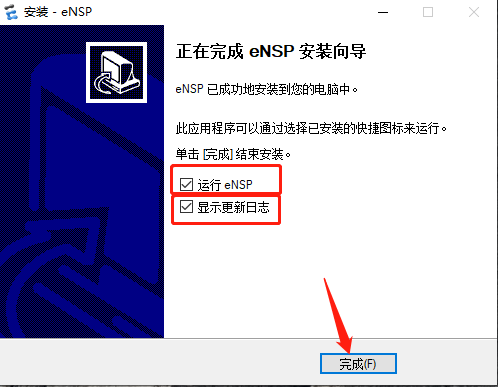 安装 - eNSP
正在完成 eNSP 安装向导
eNSP 已成功地安装到您的电脑中。
此应用程序可以通过选择已安装的快捷图标来运行。
单击 [完成] 结束安装。
运行 eNSP
显示更新日志
完成(F)